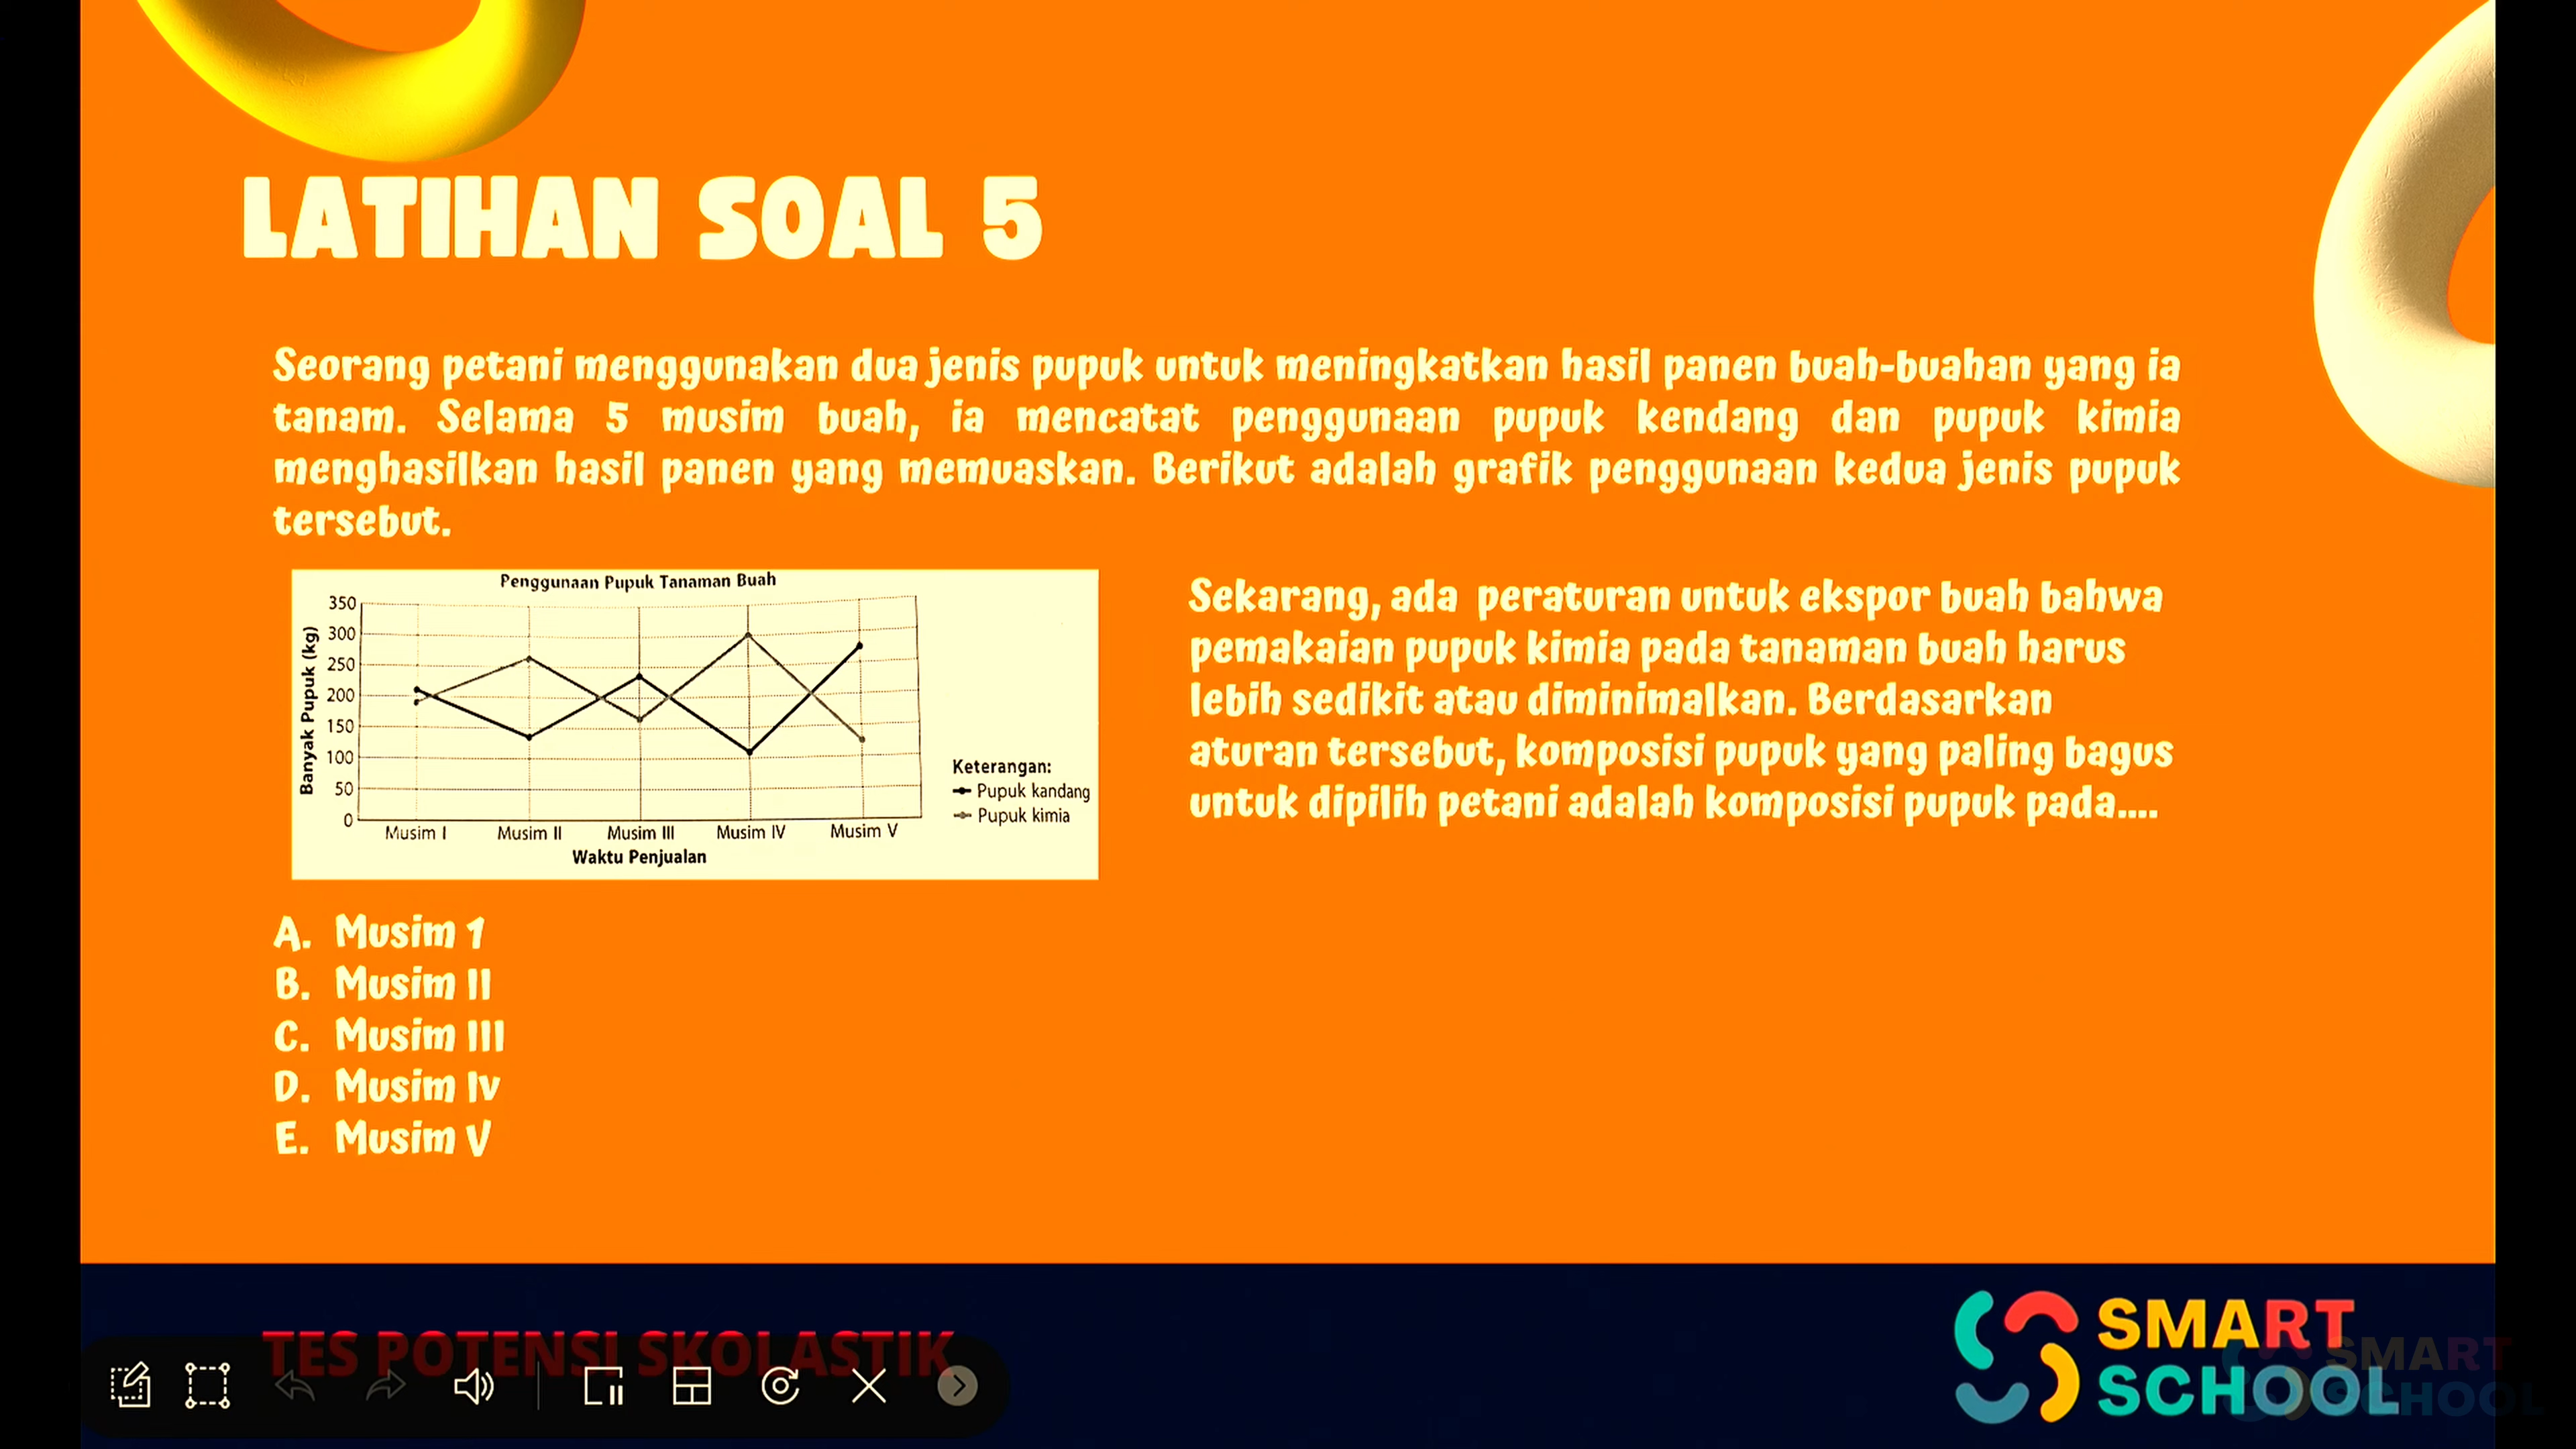 LATIHAN SOAL 5
Seorang petani menggunakan dua jenis pupuk untuk meningkatkan hasil panen buah-buahan yang ia
tanam. Selama 5 musim buah, ia mencatat penggunaan pupuk kendang dan pupuk kimia
menghasilkan hasil panen yang memuaskan. Berikut adalah grafik penggunaan kedua jenis pupuk
tersebut.
Penggunaan Pupuk Tanaman Buah
Banyak Pupuk (kg)
350
300
250
200
150
100
50
0
Musim I Musim II Musim III Musim IV Musim V
Waktu Penjualan
Keterangan:
Pupuk kandang
Pupuk kimia
Sekarang, ada peraturan untuk ekspor buah bahwa
pemakaian pupuk kimia pada tanaman buah harus
lebih sedikit atau diminimalkan. Berdasarkan
aturan tersebut, komposisi pupuk yang paling bagus
untuk dipilih petani adalah komposisi pupuk pada....
A. Musim 1
B. Musim II
C. Musim III
D. Musim Iv
E. Musim V
TES POTENSI SKOLASTIK
SMART
SCHOOL
SMART
SCHOOL